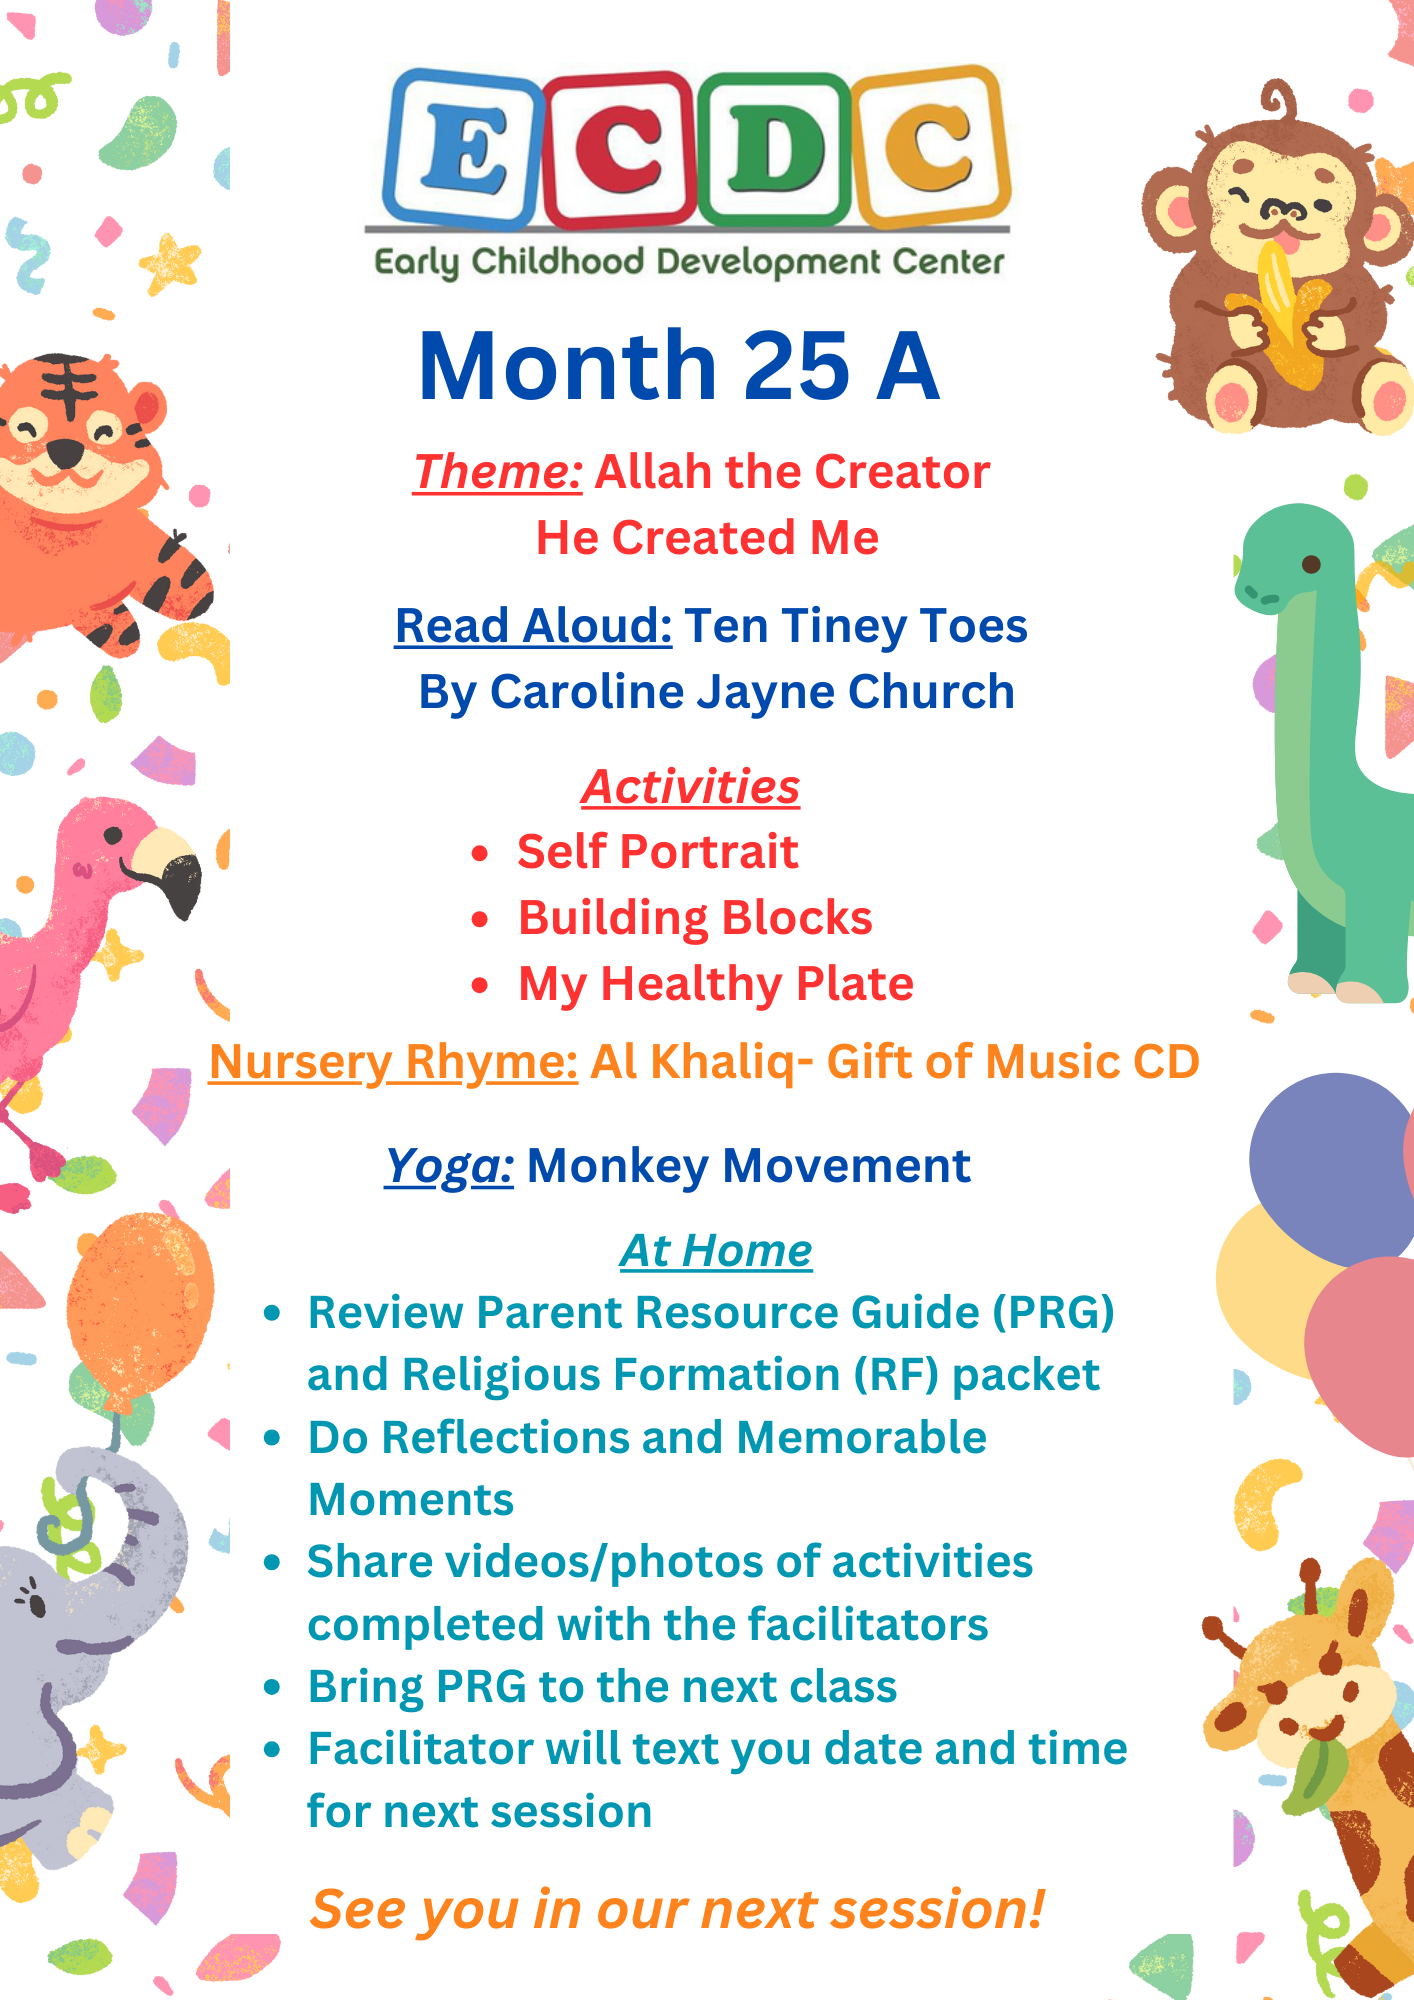 E C D C
Early Childhood Development Center
Month 25 A
Theme: Allah the Creator
He Created Me
Read Aloud: Ten Tiney Toes
By Caroline Jayne Church
Activities
• Self Portrait
• Building Blocks
• My Healthy Plate
Nursery Rhyme: Al Khaliq- Gift of Music CD
Yoga: Monkey Movement
At Home
• Review Parent Resource Guide (PRG)
and Religious Formation (RF) packet
• Do Reflections and Memorable
Moments
• Share videos/photos of activities
completed with the facilitators
• Bring PRG to the next class
• Facilitator will text you date and time
for next session
See you in our next session!